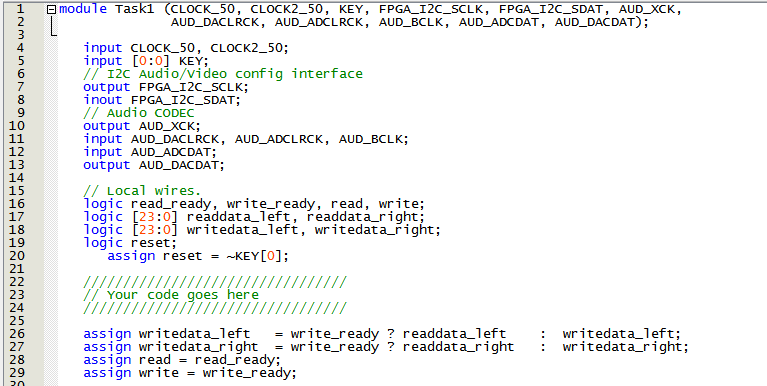 1 module Task1 (CLOCK_50, CLOCK2_50, KEY, FPGA_I2C_SCLK, FPGA_I2C_SDAT, AUD_XCK,
2 AUD_DACLRCK, AUD_ADCLRCK, AUD_BCLK, AUD_ADCDAT, AUD_DACDAT);
3
4 input CLOCK_50, CLOCK2_50;
5 input [0:0] KEY;
6 // I2C Audio/Video config interface
7 output FPGA_I2C_SCLK;
8 inout FPGA_I2C_SDAT;
9 // Audio CODEC
10 output AUD_XCK;
11 input AUD_DACLRCK, AUD_ADCLRCK, AUD_BCLK;
12 input AUD_ADCDAT;
13 output AUD_DACDAT;
14
15 // Local wires.
16 logic read_ready, write_ready, read, write;
17 logic [23:0] readdata_left, readdata_right;
18 logic [23:0] writedata_left, writedata_right;
19 logic reset;
20 assign reset = ~KEY[0];
21
22 /////////////////////////////////
23 // Your code goes here
24 /////////////////////////////////
25
26 assign writedata_left = write_ready ? readdata_left : writedata_left;
27 assign writedata_right = write_ready ? readdata_right : writedata_right;
28 assign read = read_ready;
29 assign write = write_ready;